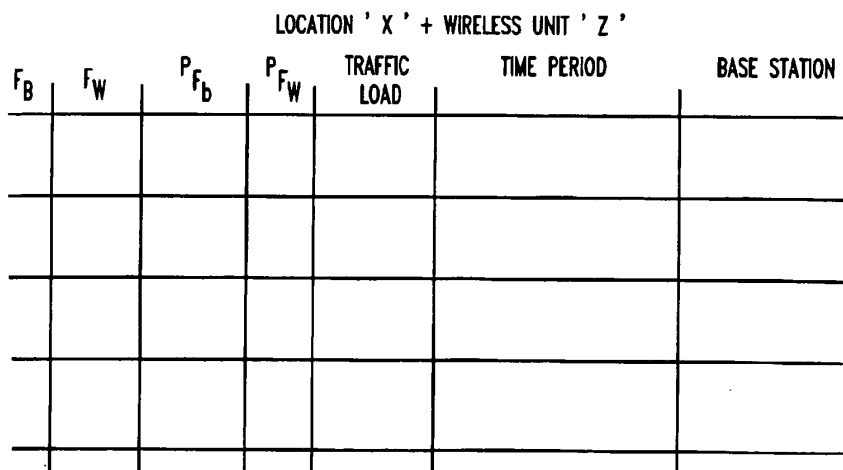 LOCATION ' X ' + WIRELESS UNIT ' Z '
F_B F_W P_F_b P_F_W TRAFFIC LOAD TIME PERIOD BASE STATION